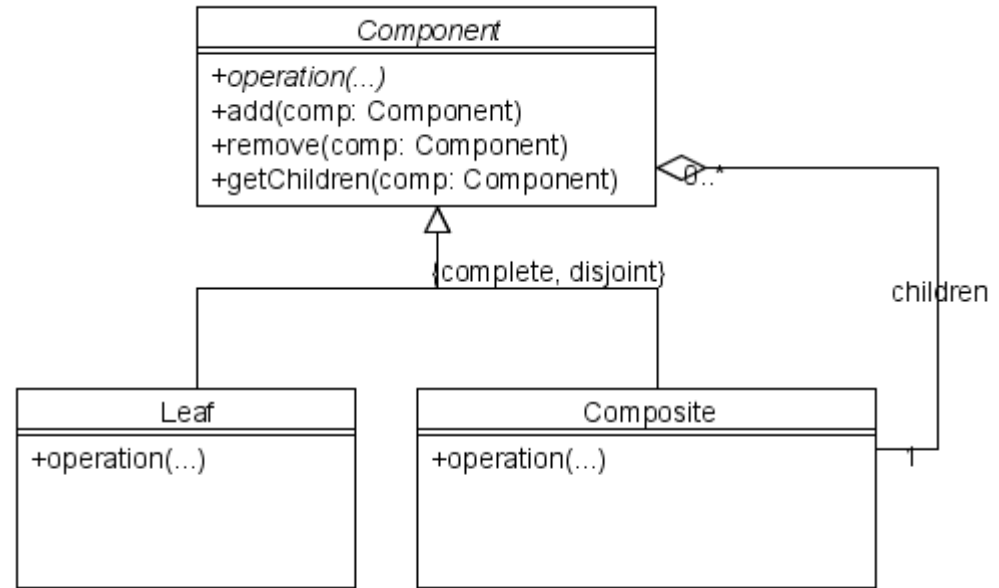 Component
+operation(...)
+add(comp: Component)
+remove(comp: Component)
+getChildren(comp: Component)
0..*
{complete, disjoint}
children
Leaf
+operation(...)
Composite
+operation(...)
1